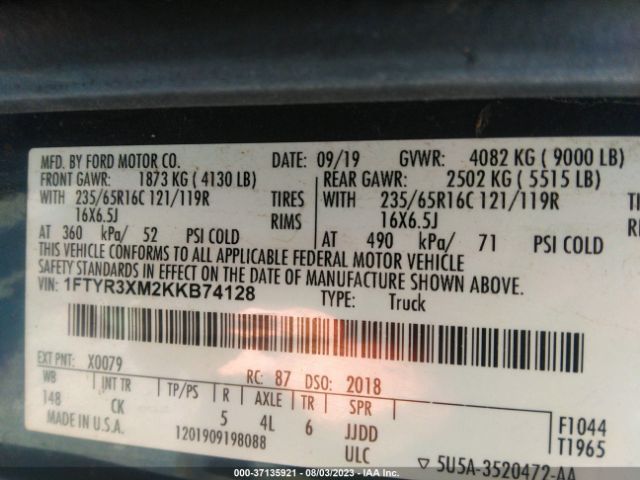 MFD. BY FORD MOTOR CO. DATE: 09/19 GVWR: 4082 KG ( 9000 LB)
FRONT GAWR: 1873 KG ( 4130 LB) REAR GAWR: 2502 KG ( 5515 LB)
WITH 235/65R16C 121/119R TIRES WITH 235/65R16C 121/119R TIRES
16X6.5J RIMS 16X6.5J
AT 360 kPa/ 52 PSI COLD AT 490 kPa/ 71 PSI COLD
THIS VEHICLE CONFORMS TO ALL APPLICABLE FEDERAL MOTOR VEHICLE
SAFETY STANDARDS IN EFFECT ON THE DATE OF MANUFACTURE SHOWN ABOVE.
VIN: 1FTYR3XM2KKB74128 TYPE: Truck
EXT PNT: X0079 RC: 87 DSO: 2018
WB INT TR TP/PS R AXLE TR SPR
148 CK 5 4L 6 JJDD
MADE IN U.S.A. 1201909198088 ULC
F1044
T1965
▽ 5U5A-3520472-AA
000-37135921 - 08/03/2023 - IAA Inc.